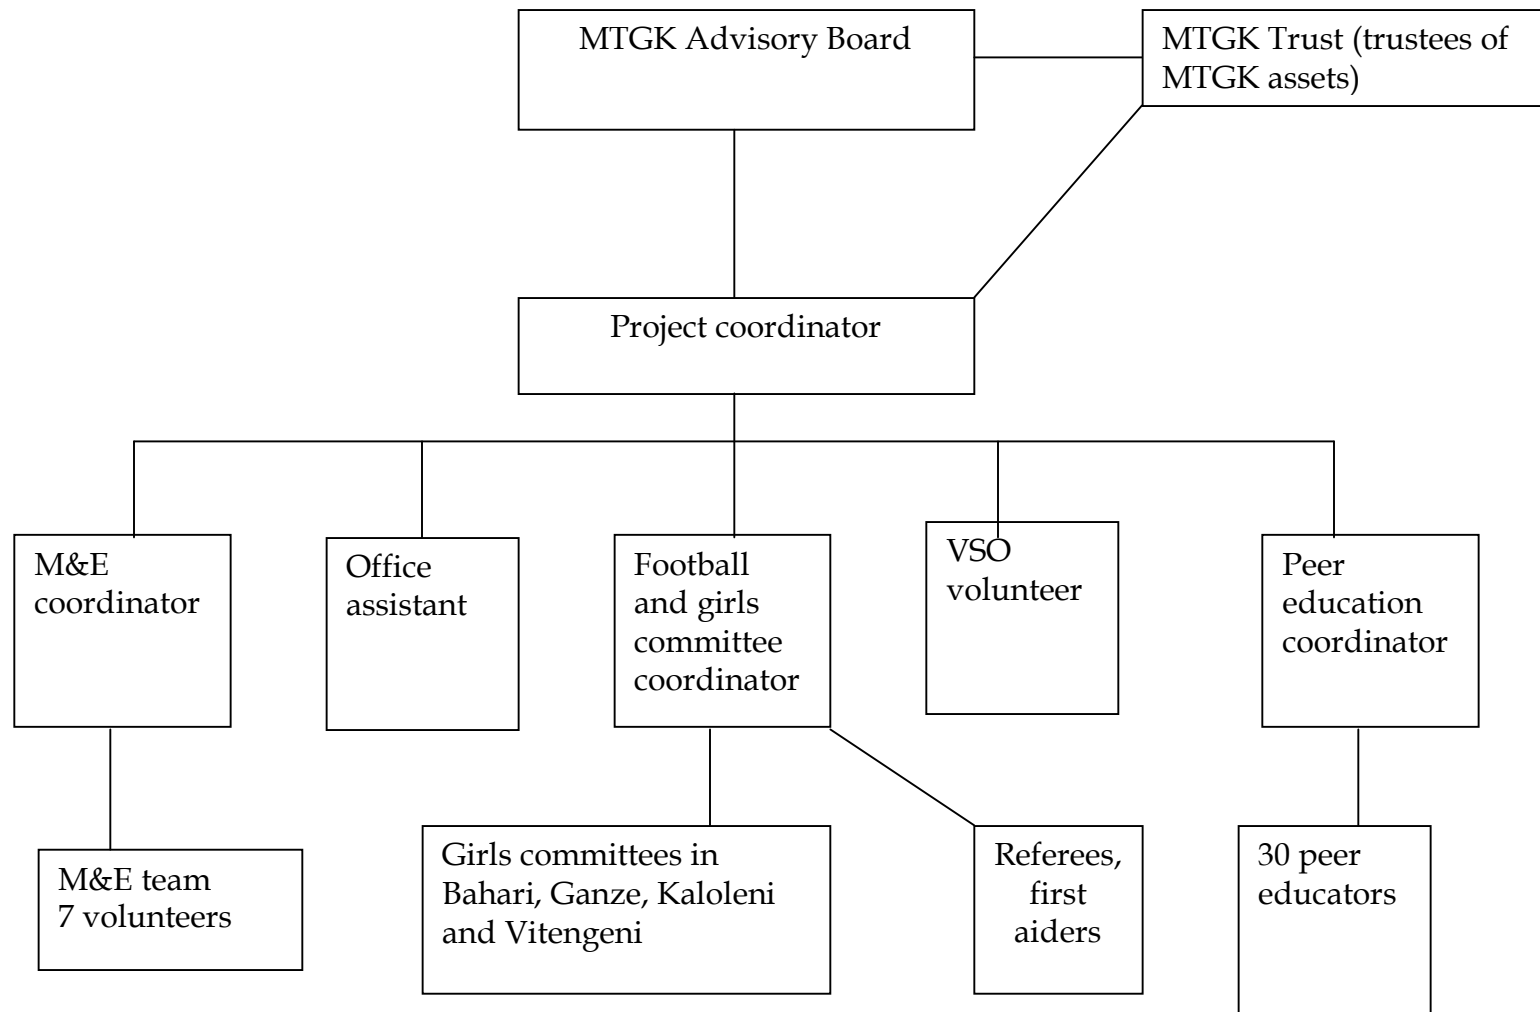 MTGK Advisory Board
MTGK Trust (trustees of
MTGK assets)
Project coordinator
M&E
coordinator
Office
assistant
Football
and girls
committee
coordinator
VSO
volunteer
Peer
education
coordinator
M&E team
7 volunteers
Girls committees in
Bahari, Ganze, Kaloleni
and Vitengeni
Referees,
first
aiders
30 peer
educators